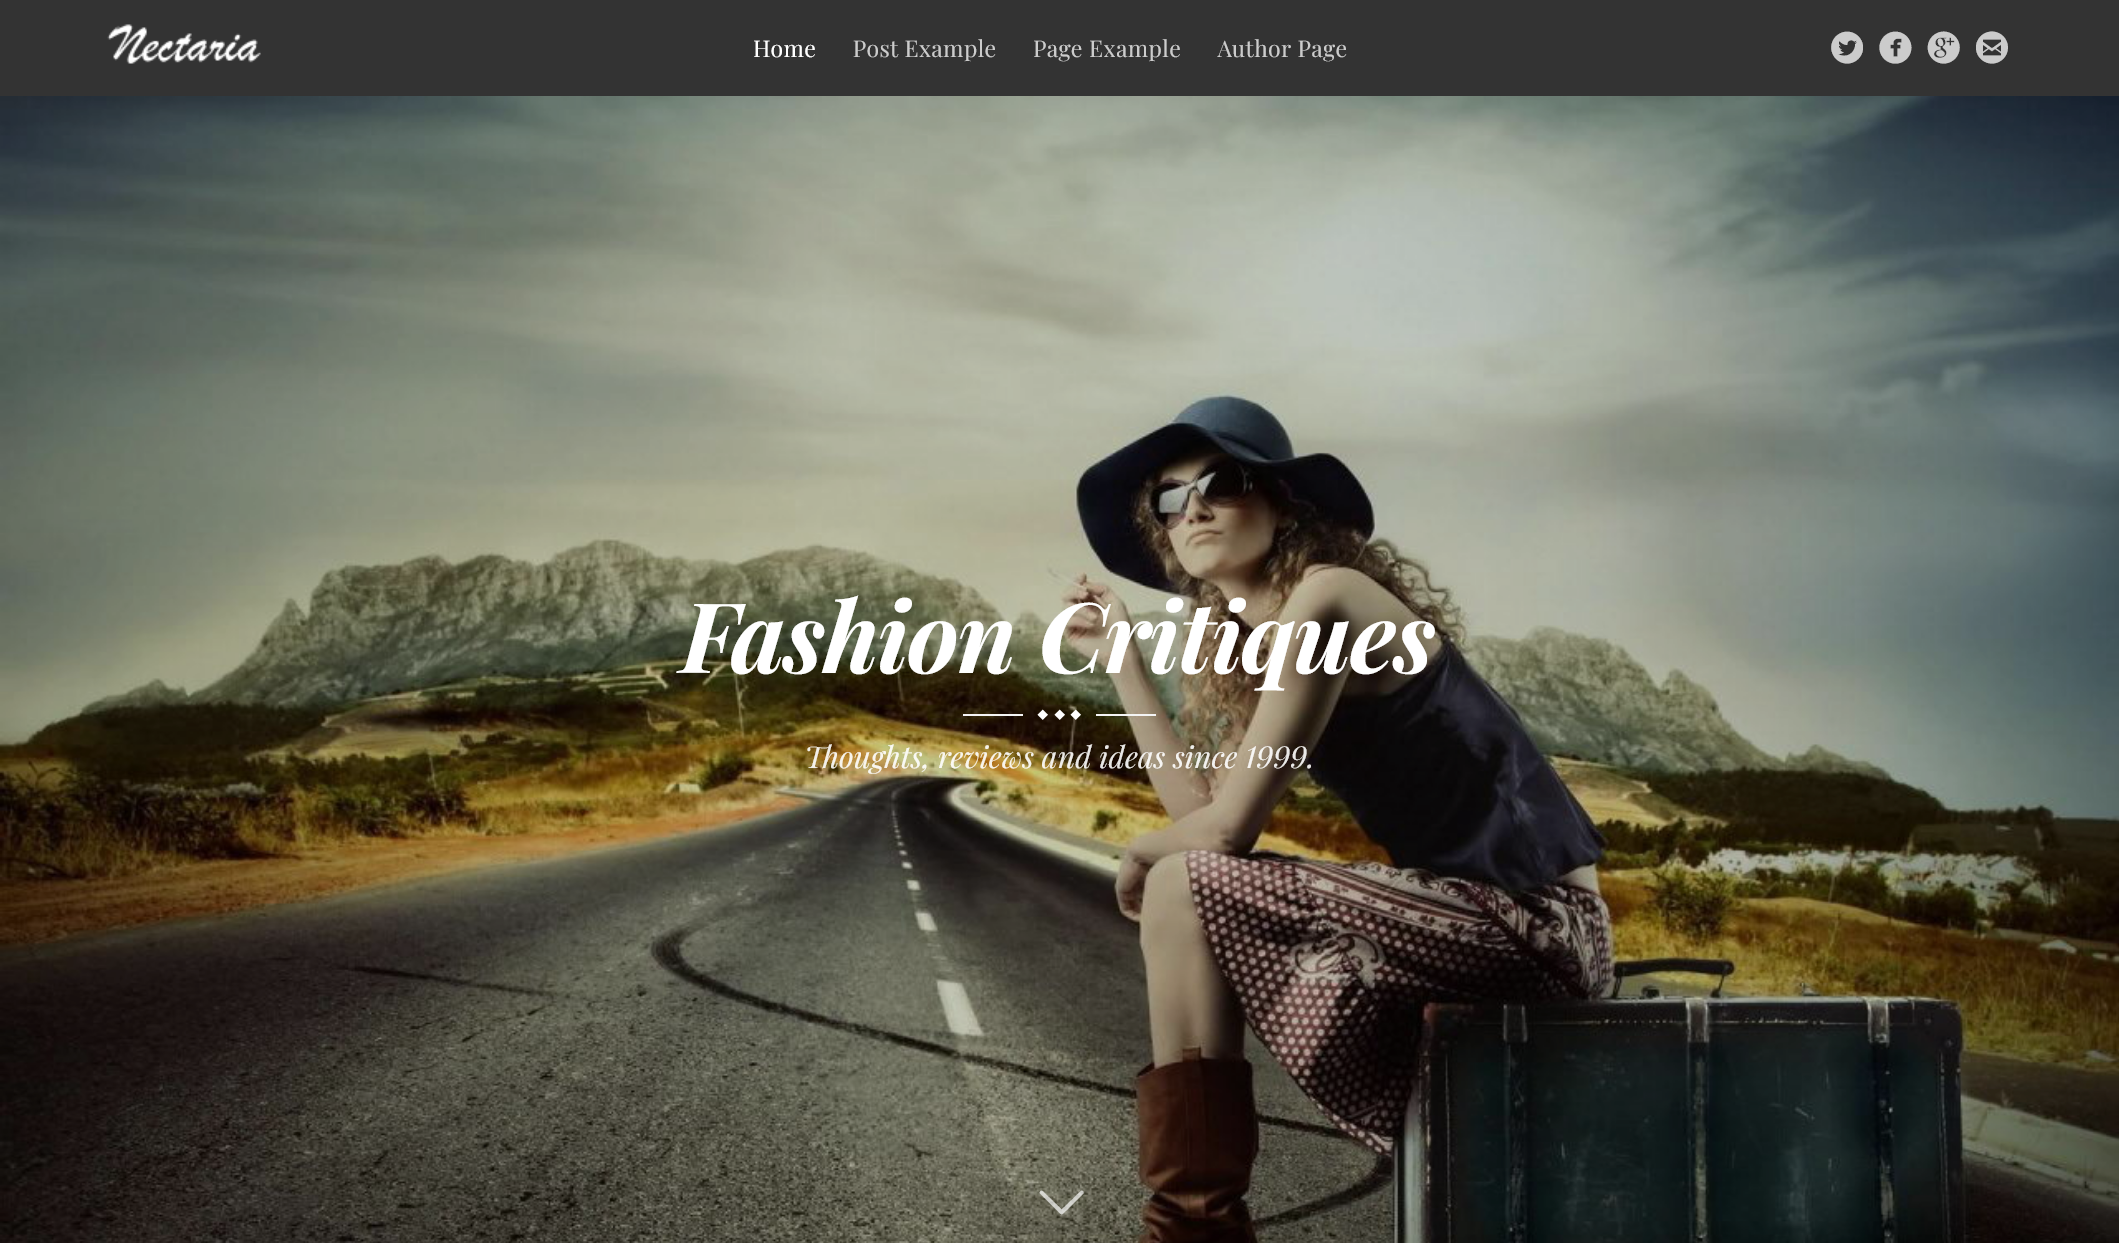 Nectaria
Home Post Example Page Example Author Page
Fashion Critiques
Thoughts, reviews and ideas since 1999.